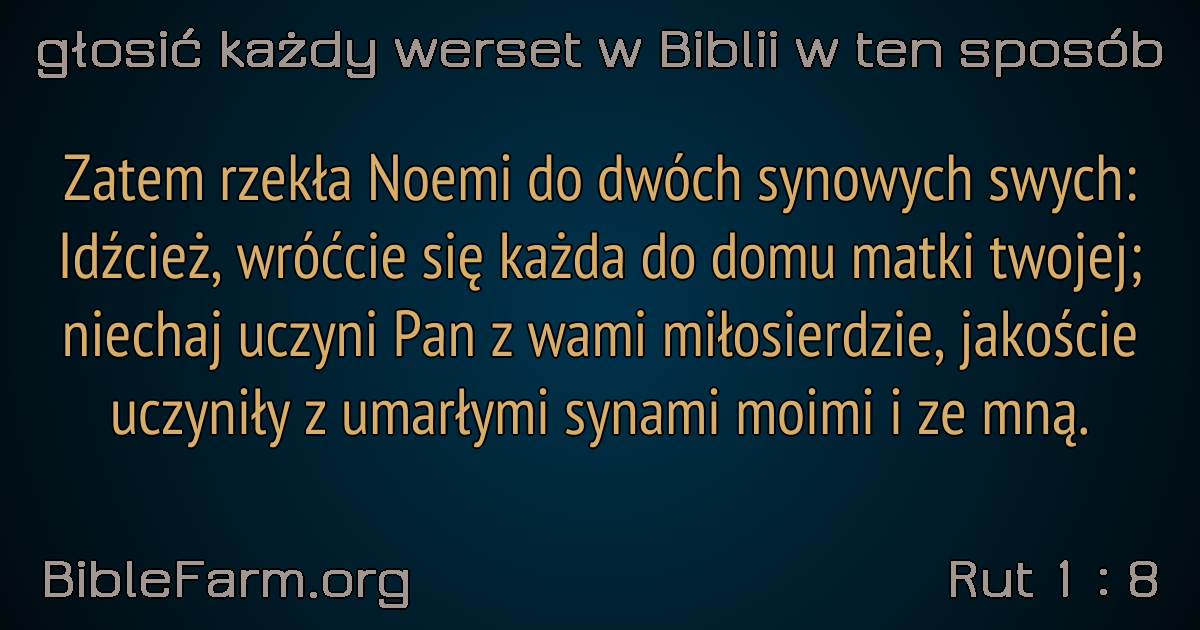 głosić każdy werset w Biblii w ten sposób
Zatem rzekła Noemi do dwóch synowych swych:
Idźcież, wróćcie się każda do domu matki twojej;
niechaj uczyni Pan z wami miłosierdzie, jakoście
uczyniły z umarłymi synami moimi i ze mną.
BibleFarm.org
Rut 1 : 8